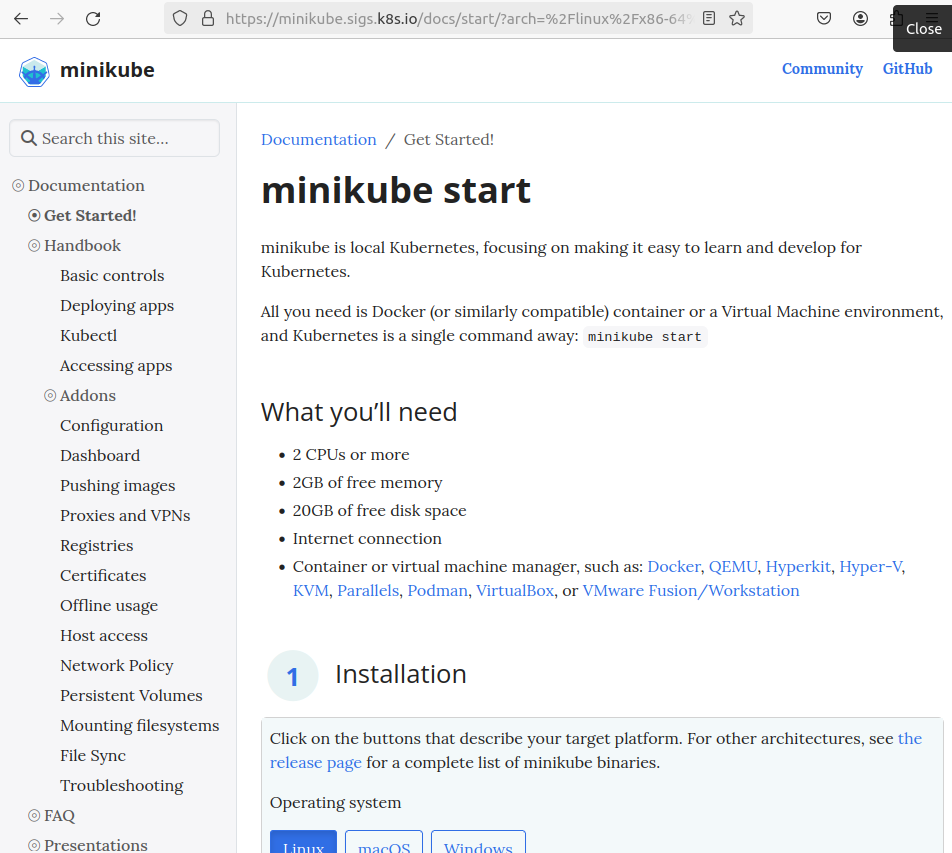 https://minikube.sigs.k8s.io/docs/start/?arch=%2Flinux%2Fx86-64%
Close
minikube
Community
GitHub
Search this site…
Documentation
Get Started!
Handbook
Basic controls
Deploying apps
Kubectl
Accessing apps
Addons
Configuration
Dashboard
Pushing images
Proxies and VPNs
Registries
Certificates
Offline usage
Host access
Network Policy
Persistent Volumes
Mounting filesystems
File Sync
Troubleshooting
FAQ
Presentations
Documentation / Get Started!
minikube start
minikube is local Kubernetes, focusing on making it easy to learn and develop for
Kubernetes.
All you need is Docker (or similarly compatible) container or a Virtual Machine environment,
and Kubernetes is a single command away: minikube start
What you’ll need
• 2 CPUs or more
• 2GB of free memory
• 20GB of free disk space
• Internet connection
• Container or virtual machine manager, such as: Docker, QEMU, Hyperkit, Hyper-V,
KVM, Parallels, Podman, VirtualBox, or VMware Fusion/Workstation
1 Installation
Click on the buttons that describe your target platform. For other architectures, see the
release page for a complete list of minikube binaries.
Operating system
Linux
macOS
Windows